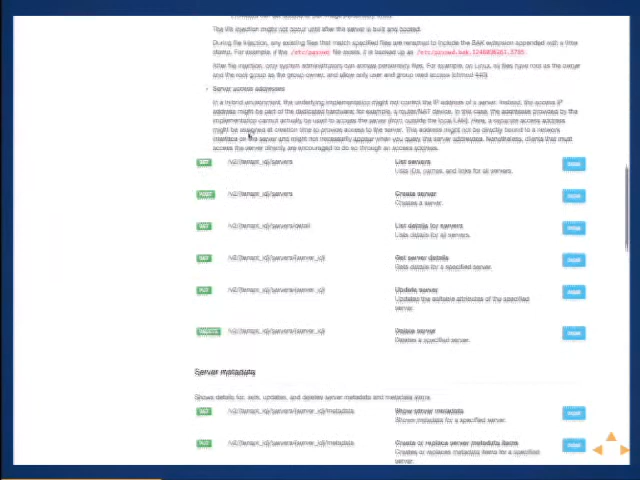 The file injection might not occur until after the server is built and booted.
During file injection, any existing files that match specified files are renamed to include the BAK extension appended with a time
stamp. For example, if the /etc/passwd file exists, it is backed up as
After file injection, only system administrators can access personality files. For example, on Linux, all files have root as the owner
and the root group as the group owner, and allow only user and group read access (chmod 440).
Server access addresses
In a hybrid environment, the underlying implementation might not control the IP address of a server. Instead, the access IP
address might be part of the dedicated hardware; for example, a router/NAT device. In this case, the addresses provided by the
implementation cannot actually be used to access the server (from outside the local LAN). Here, a separate access address
might be assigned at creation time to provide access to the server. This address might not be directly bound to a network
interface on the server and might not necessarily appear when you query the server addresses. Nonetheless, clients that must
access the server directly are encouraged to do so through an access address.
GET /v2/{tenant_id}/servers List servers
Lists IDs, names, and links for all servers.
POST /v2/{tenant_id}/servers Create server
Creates a server.
GET /v2/{tenant_id}/servers/detail List details for servers
Lists details for all servers.
GET /v2/{tenant_id}/servers/{server_id} Get server details
Gets details for a specified server.
PUT /v2/{tenant_id}/servers/{server_id} Update server
Updates the editable attributes of the specified
server.
DELETE /v2/{tenant_id}/servers/{server_id} Delete server
Deletes a specified server.
Server metadata
Shows details for, sets, updates, and deletes server metadata and metadata items.
GET /v2/{tenant_id}/servers/{server_id}/metadata Show server metadata
Shows metadata for a specified server.
PUT /v2/{tenant_id}/servers/{server_id}/metadata Create or replace server metadata items
Creates or replaces metadata items for a specified
server.